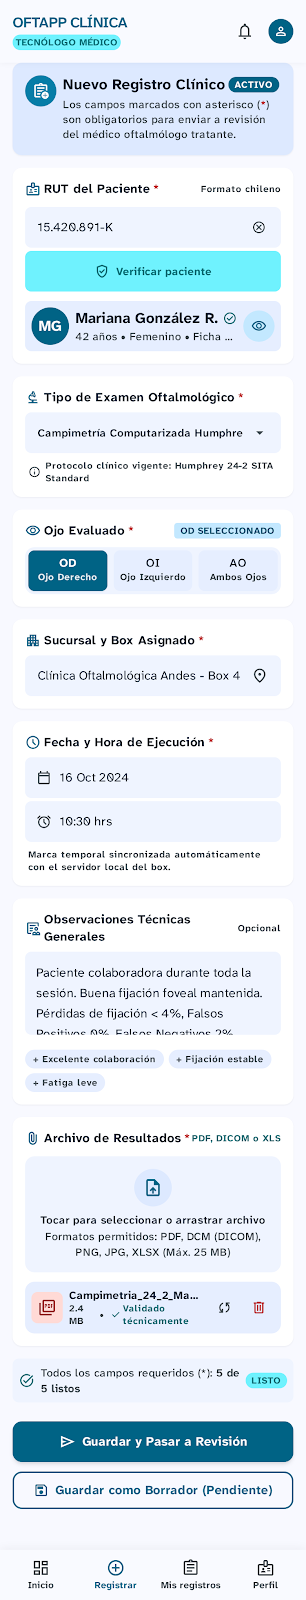 OFTAPP CLÍNICA
TECNÓLOGO MÉDICO
Nuevo Registro Clínico ACTIVO
Los campos marcados con asterisco (*)
son obligatorios para enviar a revisión
del médico oftalmólogo tratante.
RUT del Paciente * Formato chileno
15.420.891-K
Verificar paciente
MG Mariana González R.
42 años • Femenino • Ficha ...
Tipo de Examen Oftalmológico *
Campimetría Computarizada Humphre
Protocolo clínico vigente: Humphrey 24-2 SITA
Standard
Ojo Evaluado * OD SELECCIONADO
OD OI AO
Ojo Derecho Ojo Izquierdo Ambos Ojos
Sucursal y Box Asignado *
Clínica Oftalmológica Andes - Box 4
Fecha y Hora de Ejecución *
16 Oct 2024
10:30 hrs
Marca temporal sincronizada automáticamente
con el servidor local del box.
Observaciones Técnicas
Generales Opcional
Paciente colaboradora durante toda la
sesión. Buena fijación foveal mantenida.
Pérdidas de fijación < 4%, Falsos
Positivos 0%, Falsos Negativos 2%
+ Excelente colaboración + Fijación estable
+ Fatiga leve
Archivo de Resultados * PDF, DICOM o XLS
Tocar para seleccionar o arrastrar archivo
Formatos permitidos: PDF, DCM (DICOM),
PNG, JPG, XLSX (Máx. 25 MB)
PDF Campimetria_24_2_Ma...
2.4 MB • Validado técnicamente
Todos los campos requeridos (*): 5 de
5 listos LISTO
Guardar y Pasar a Revisión
Guardar como Borrador (Pendiente)
Inicio Registrar Mis registros Perfil